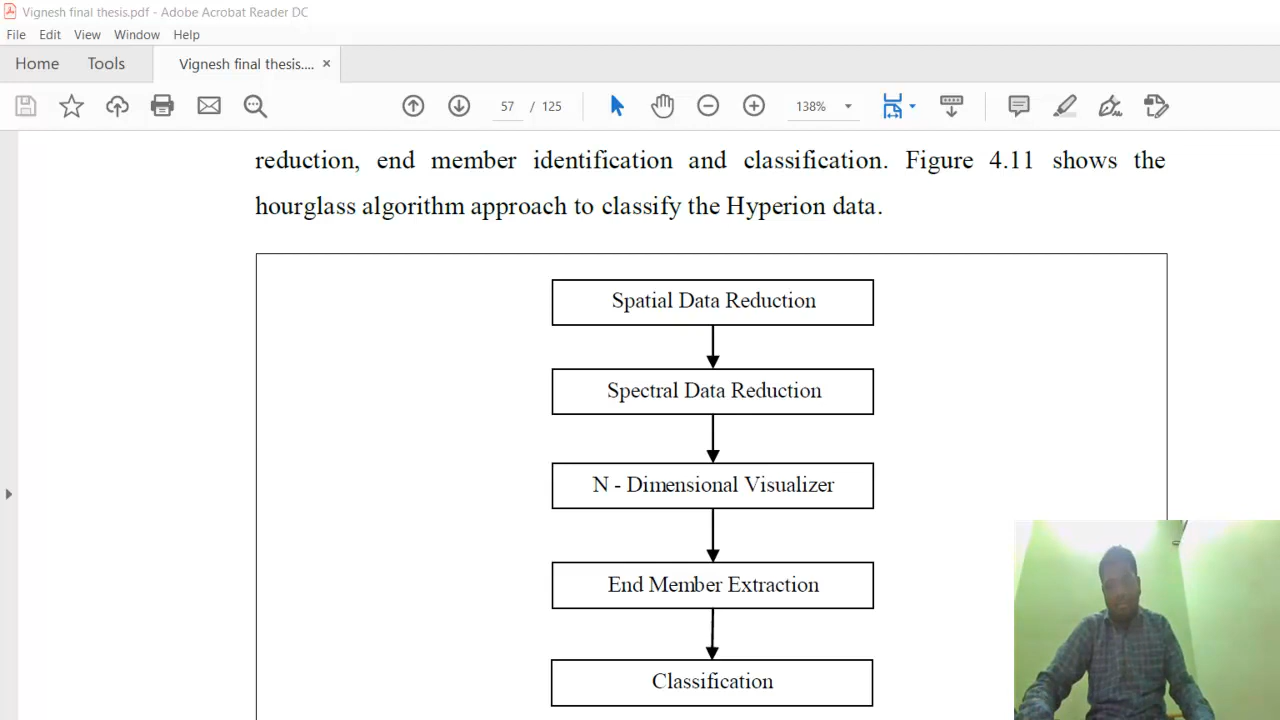 Vignesh final thesis.pdf - Adobe Acrobat Reader DC
File Edit View Window Help
Home Tools Vignesh final thesis.... ×
57 / 125 138%
reduction, end member identification and classification. Figure 4.11 shows the
hourglass algorithm approach to classify the Hyperion data.
Spatial Data Reduction
Spectral Data Reduction
N - Dimensional Visualizer
End Member Extraction
Classification